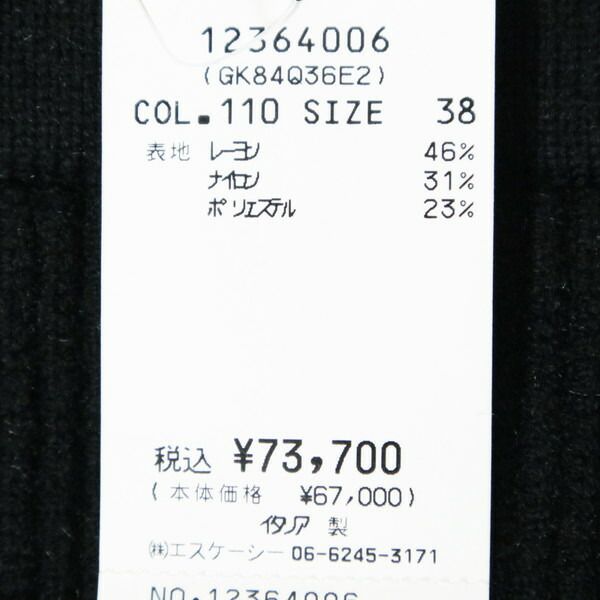 12364006
(GK84Q36E2)
COL.110 SIZE 38
表地 レーヨン 46%
ナイロン 31%
ポリエステル 23%
税込 ¥73,700
(本体価格 ¥67,000)
イタリア 製
㈱エスケーシー 06-6245-3171
NO.12364006